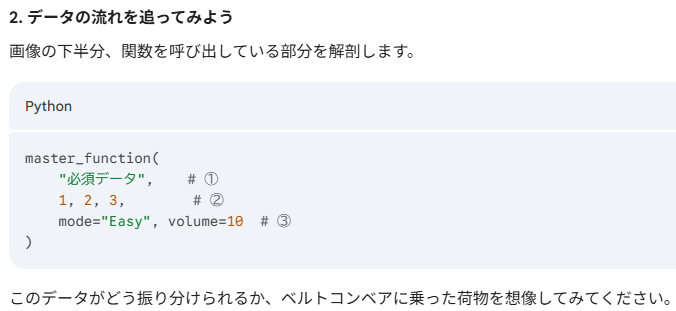 2. データの流れを追ってみよう
画像の下半分、関数を呼び出している部分を解剖します。
Python
master_function(
    "必須データ",    # ①
    1, 2, 3,        # ②
    mode="Easy", volume=10  # ③
)
このデータがどう振り分けられるか、ベルトコンベアに乗った荷物を想像してみてください。